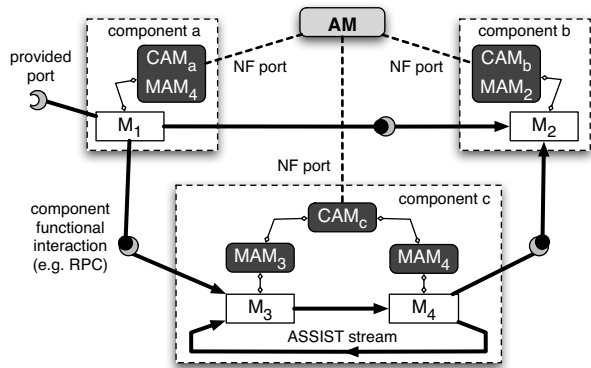 component a
AM
component b
provided
port
CAMa
MAM4
NF port
NF port
CAMb
MAM2
M1
M2
NF port
component
functional
interaction
(e.g. RPC)
component c
CAMc
MAM3
MAM4
M3
M4
ASSIST stream